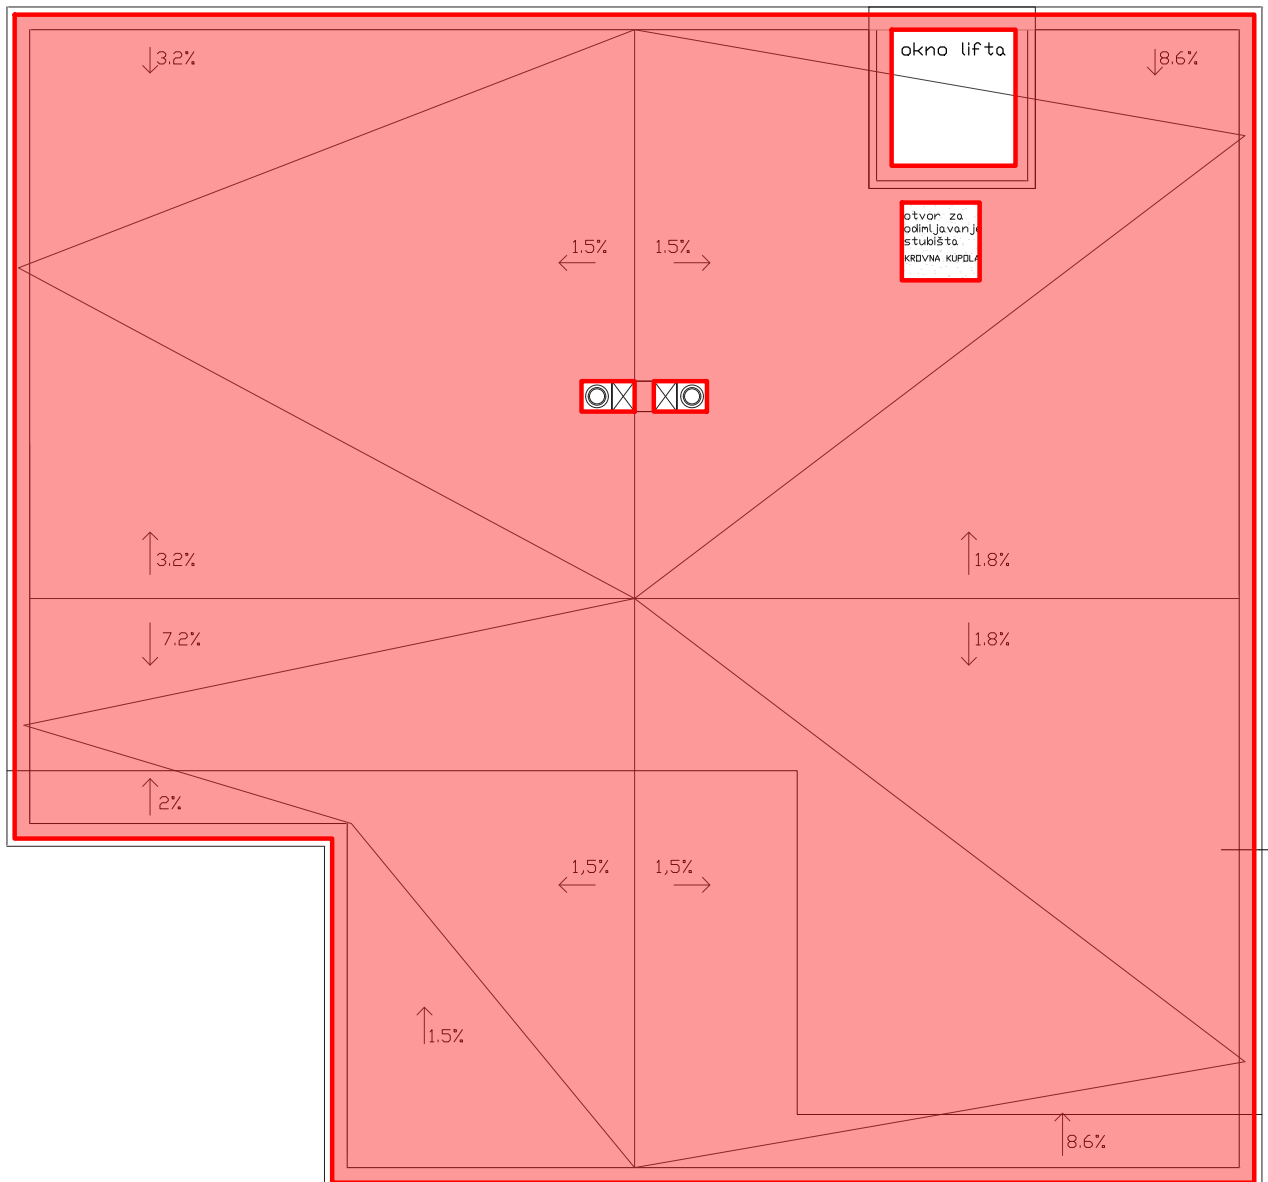 okno lifta
3.2%
8.6%
otvor za
odimljavanje
stubišta
KROVNA KUPOLA
1.5%
1.5%
3.2%
1.8%
7.2%
1.8%
2%
1,5%
1,5%
1.5%
8.6%